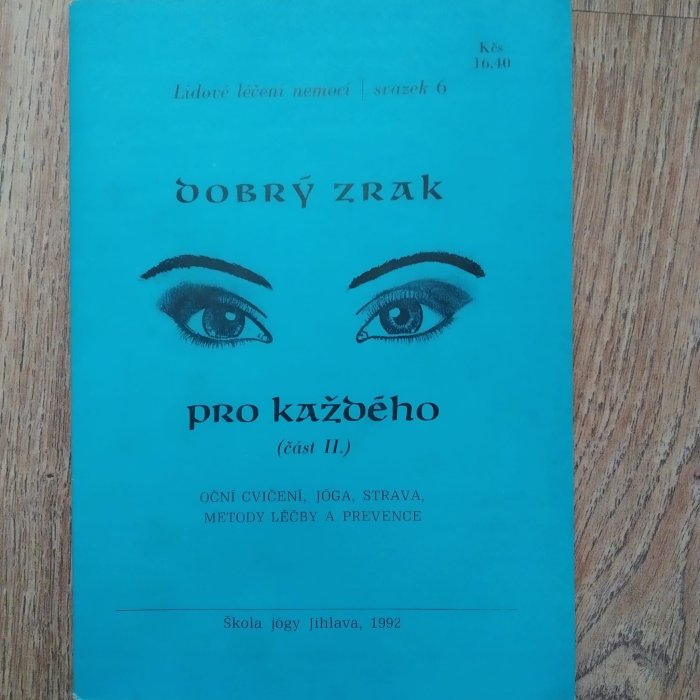 Kčs
16,40
Lidové léčení nemocí | svazek 6
DOBRÝ ZRAK
PRO KAŽDÉHO
(část II.)
OČNÍ CVIČENÍ, JÓGA, STRAVA,
METODY LÉČBY A PREVENCE
Škola jógy Jihlava, 1992